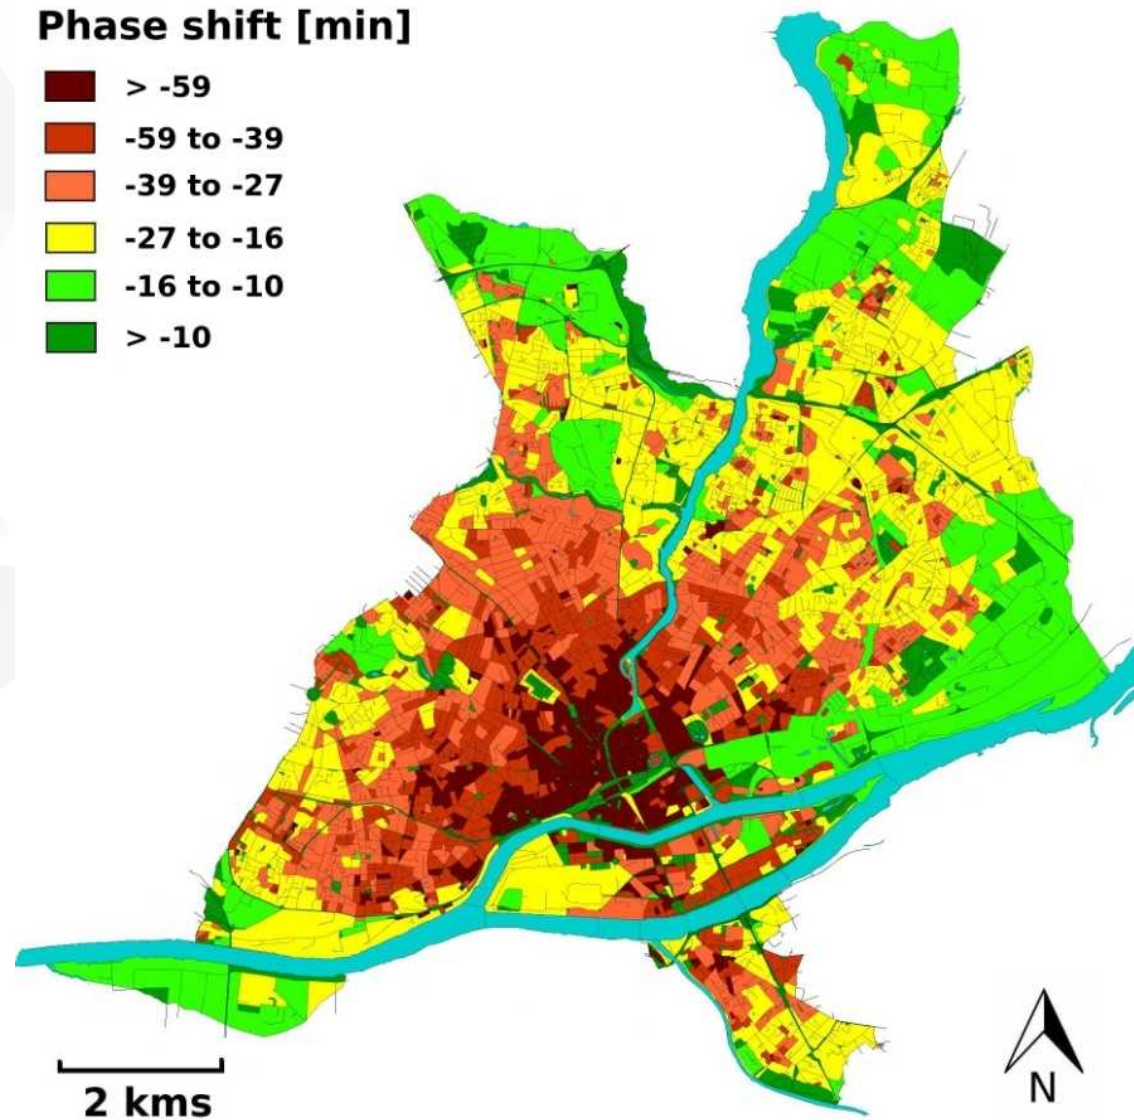 Phase shift [min]
> -59
-59 to -39
-39 to -27
-27 to -16
-16 to -10
> -10
2 kms
N